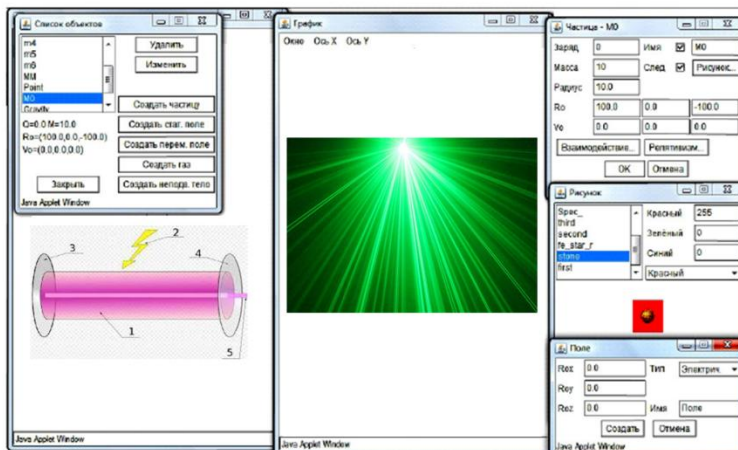 Список объектов
m4
m5
m6
MM
Point
M0
Gravity
Удалить
Изменить
Создать частицу
Q=0.0 M=10.0
Создать стат. поле
Ro=(100.0,0.0,-100.0)
Создать перем. поле
Vo=(0.0,0.0,0.0)
Создать газ
Закрыть
Создать неподв. тело
Java Applet Window
3
2
4
1
5
Java Applet Window
График
Окно Ось X Ось Y
Java Applet Window
Частица - M0
Заряд 0 Имя M0
Масса 10 След Рисунок...
Радиус 10.0
Ro 100.0 0.0 -100.0
Vo 0.0 0.0 0.0
Взаимодействие... Релятивизм...
OK Отмена
Рисунок
Spec_
third
second
fe_star_r
stone
first
Красный 255
Зелёный 0
Синий 0
Красный
Поле
Rox 0.0 Тип Электрич.
Roy 0.0
Roz 0.0 Имя Поле
Создать Отмена
Java Applet Window